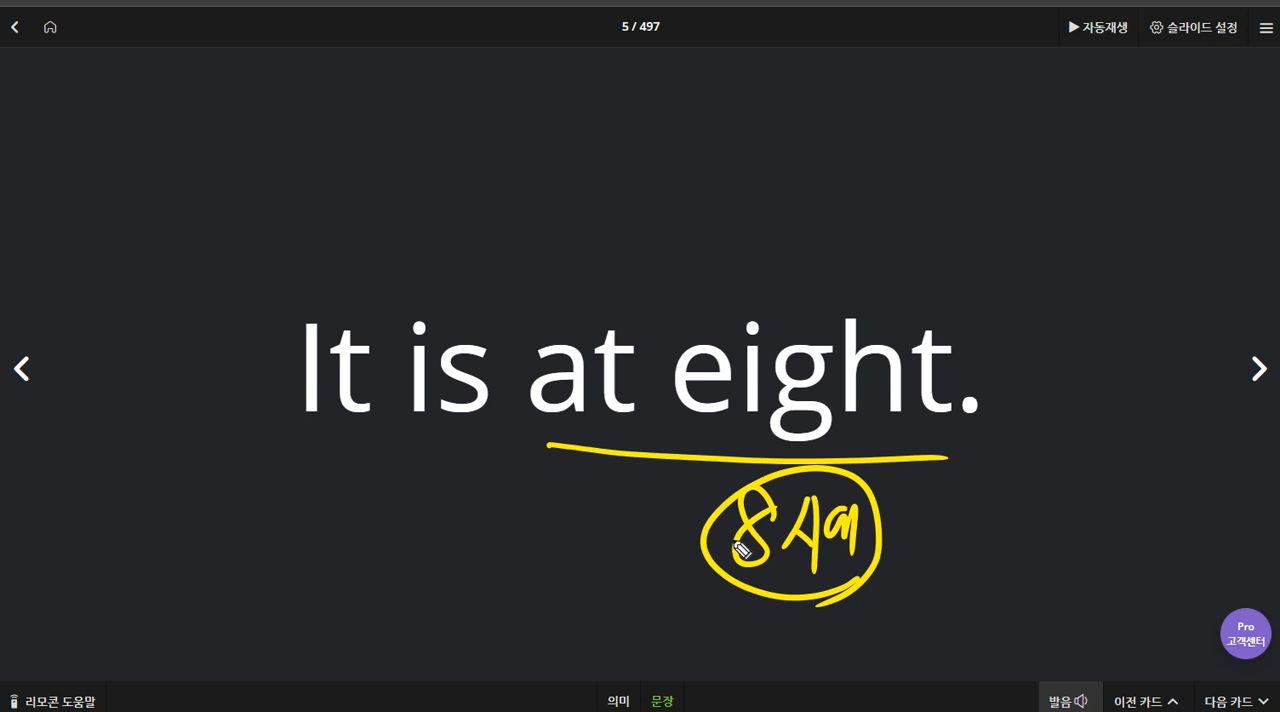 5 / 497
▶ 자동재생
슬라이드 설정
It is at eight.
8시에
Pro
고객센터
리모콘 도움말
의미
문장
발음
이전 카드
다음 카드